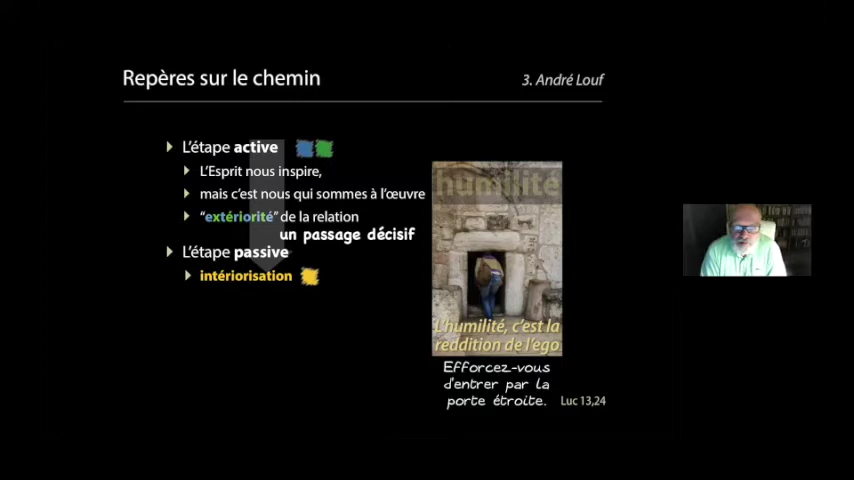 Repères sur le chemin
3. André Louf
L'étape active
L'Esprit nous inspire,
mais c'est nous qui sommes à l'œuvre
“extériorité” de la relation
un passage décisif
L'étape passive
intériorisation
humilité
L'humilité, c'est la
reddition de l'ego
Efforcez-vous
d'entrer par la
porte étroite.
Luc 13,24